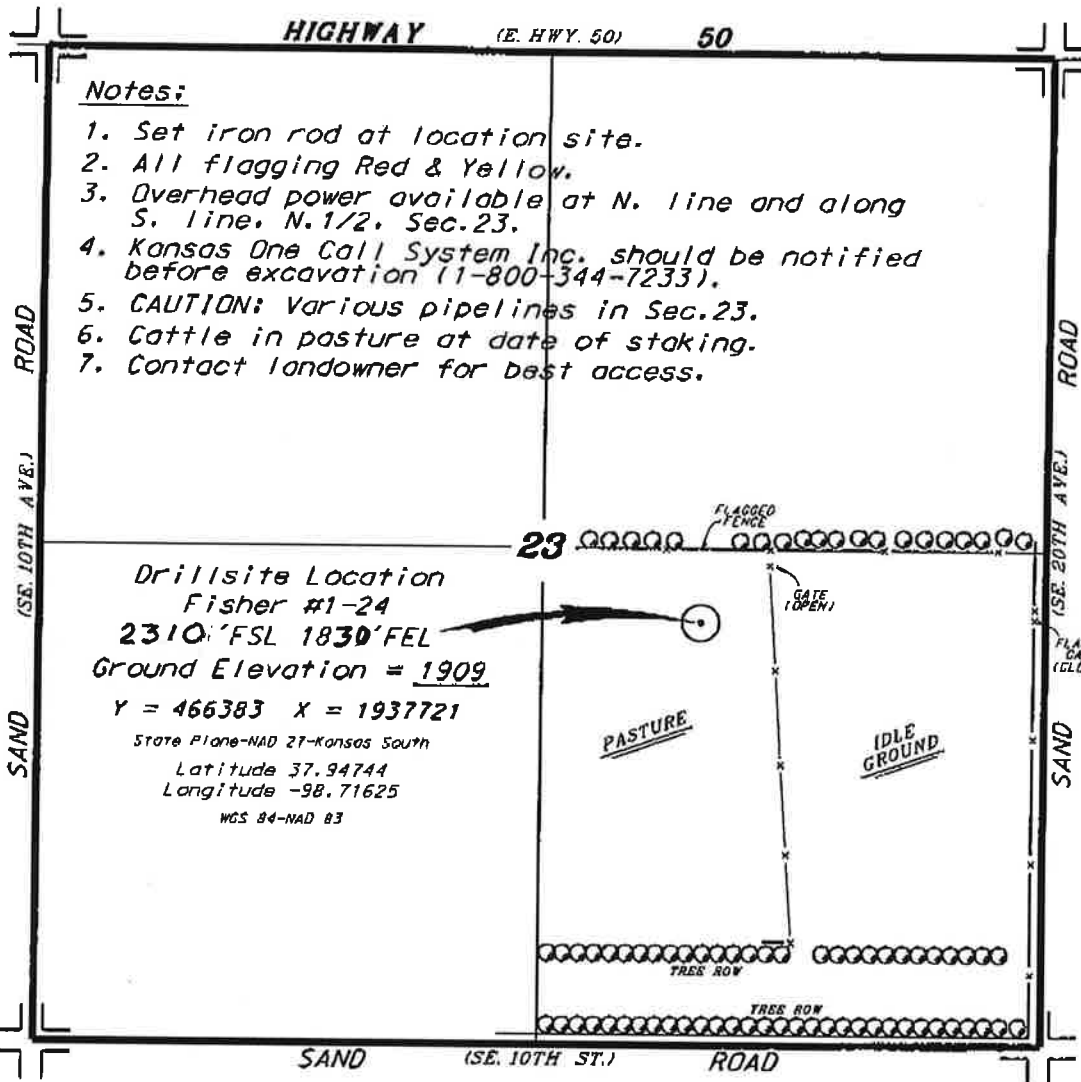 HIGHWAY (E. HWY. 50) 50
Notes:
1. Set iron rod at location site.
2. All flagging Red & Yellow.
3. Overhead power available at N. line and along
S. line. N.1/2. Sec.23.
4. Kansas One Call System Inc. should be notified
before excavation (1-800-344-7233).
5. CAUTION: Various pipelines in Sec.23.
6. Cattle in pasture at date of staking.
7. Contact landowner for best access.
SAND (SE. 10TH AVE.) ROAD
SAND (SE. 20TH AVE.) ROAD
FLAGGED
FENCE
23
GATE
(OPEN)
Drillsite Location
Fisher #1-24
2310'FSL 1830'FEL
Ground Elevation = 1909
Y = 466383 X = 1937721
State Plane-NAD 27-Kansas South
Latitude 37.94744
Longitude -98.71625
WGS 84-NAD 83
PASTURE
IDLE
GROUND
TREE ROW
TREE ROW
SAND (SE. 10TH ST.) ROAD